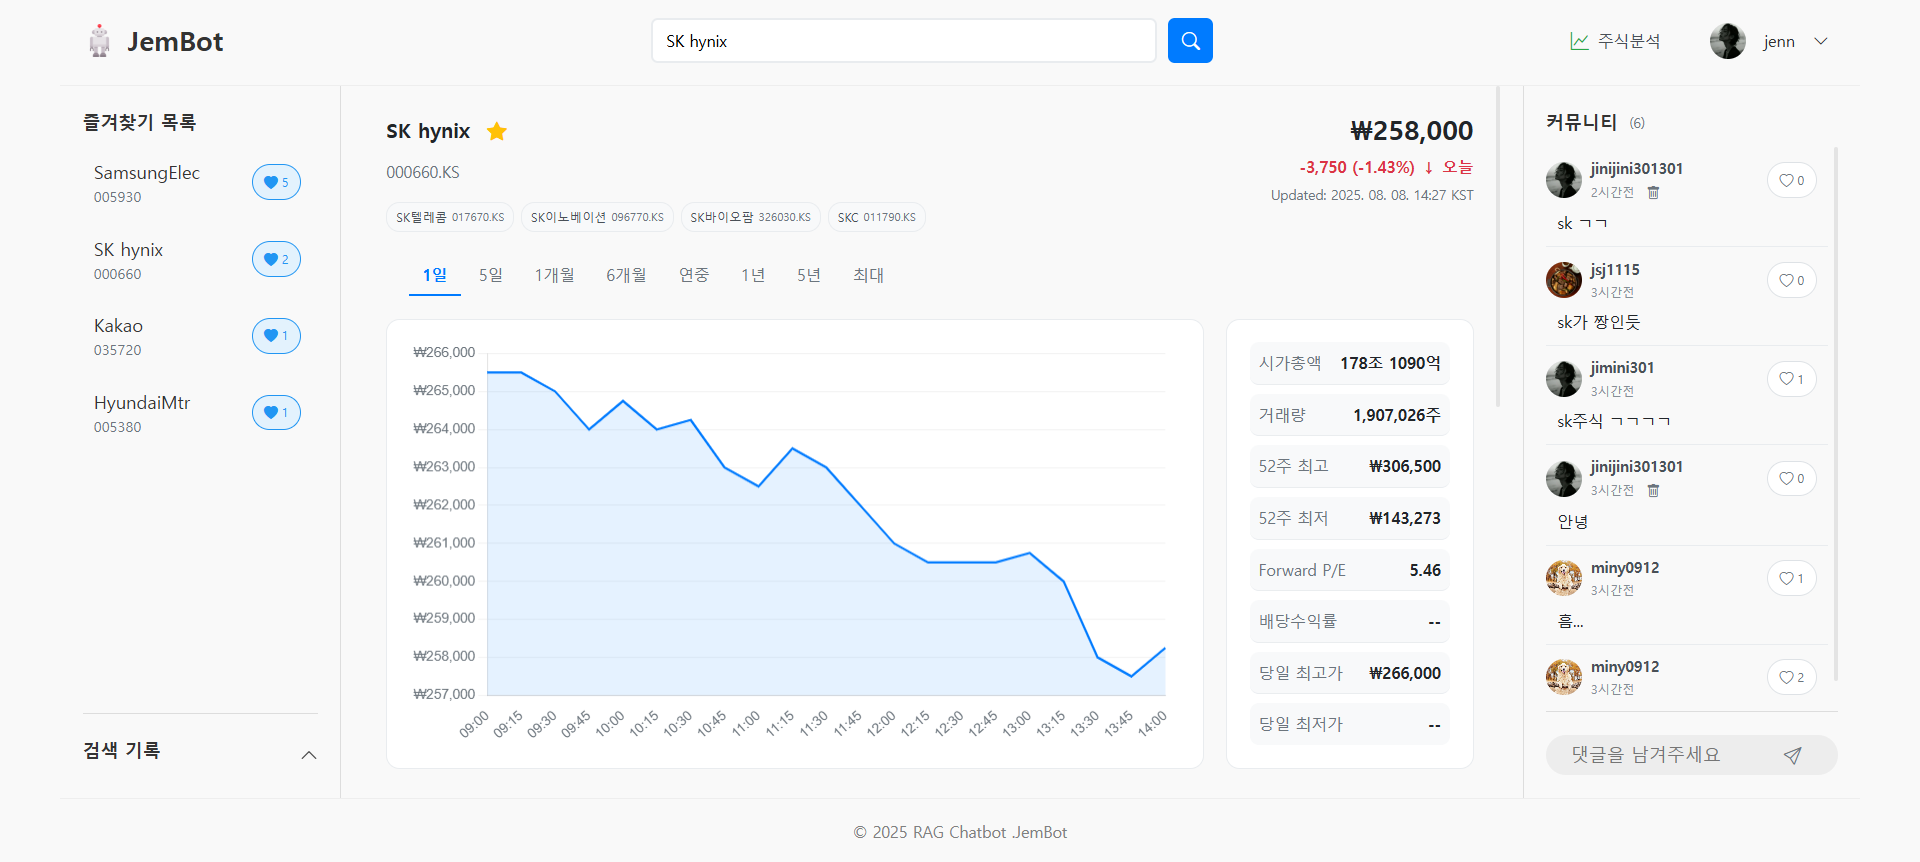 JemBot
SK hynix
주식분석
jenn
즐겨찾기 목록
SamsungElec
005930
5
SK hynix
000660
2
Kakao
035720
1
HyundaiMtr
005380
1
검색 기록
SK hynix
000660.KS
SK텔레콤 017670.KS
SK이노베이션 096770.KS
SK바이오팜 326030.KS
SKC 011790.KS
₩258,000
-3,750 (-1.43%) ↓ 오늘
Updated: 2025. 08. 08. 14:27 KST
1일
5일
1개월
6개월
연중
1년
5년
최대
₩266,000
₩265,000
₩264,000
₩263,000
₩262,000
₩261,000
₩260,000
₩259,000
₩258,000
₩257,000
09:00
09:15
09:30
09:45
10:00
10:15
10:30
10:45
11:00
11:15
11:30
11:45
12:00
12:15
12:30
12:45
13:00
13:15
13:30
13:45
14:00
시가총액 178조 1090억
거래량 1,907,026주
52주 최고 ₩306,500
52주 최저 ₩143,273
Forward P/E 5.46
배당수익률 --
당일 최고가 ₩266,000
당일 최저가 --
커뮤니티 (6)
jinijini301301
2시간전
0
sk ㄱㄱ
jsj1115
3시간전
0
sk가 짱인듯
jimini301
3시간전
1
sk주식 ㄱㄱㄱㄱ
jinijini301301
3시간전
0
안녕
miny0912
3시간전
1
흠...
miny0912
3시간전
2
댓글을 남겨주세요
© 2025 RAG Chatbot JemBot